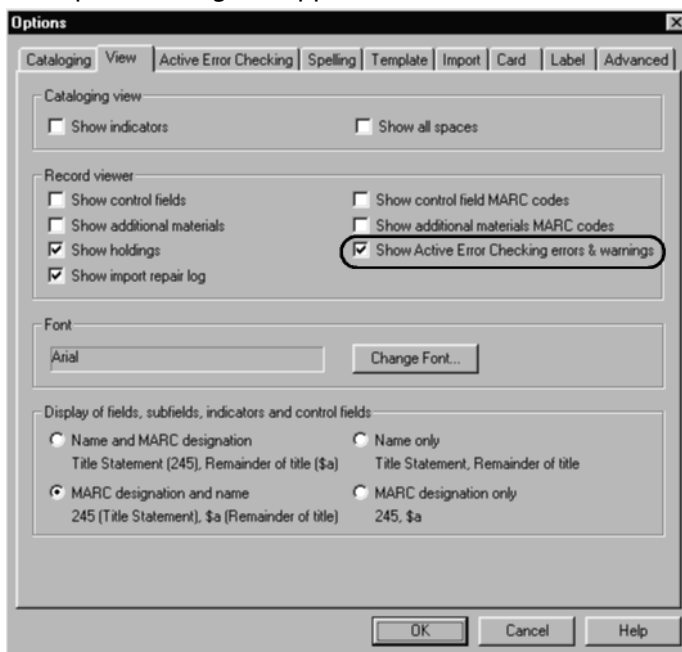 Options
Cataloging View Active Error Checking Spelling Template Import Card Label Advanced
Cataloging view
Show indicators Show all spaces
Record viewer
Show control fields Show control field MARC codes
Show additional materials Show additional materials MARC codes
Show holdings Show Active Error Checking errors & warnings
Show import repair log
Font
Arial Change Font...
Display of fields, subfields, indicators and control fields
Name and MARC designation Name only
Title Statement (245), Remainder of title ($a) Title Statement, Remainder of title
MARC designation and name MARC designation only
245 (Title Statement), $a (Remainder of title) 245, $a
OK Cancel Help